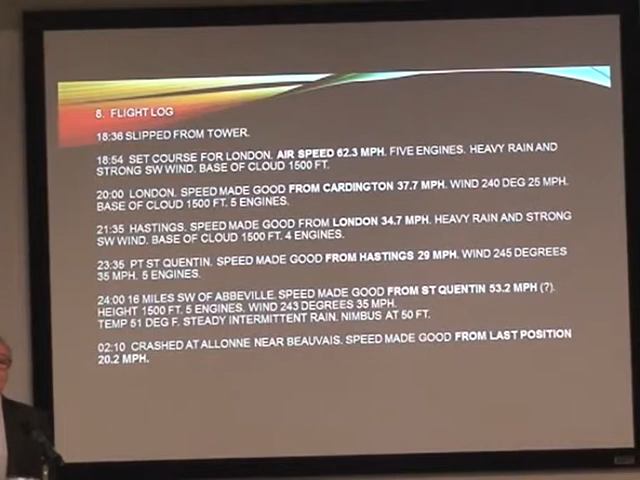 8. FLIGHT LOG
18:36 SLIPPED FROM TOWER.
18:54 SET COURSE FOR LONDON. AIR SPEED 62.3 MPH. FIVE ENGINES. HEAVY RAIN AND
STRONG SW WIND. BASE OF CLOUD 1500 FT.
20:00 LONDON. SPEED MADE GOOD FROM CARDINGTON 37.7 MPH. WIND 240 DEG 25 MPH.
BASE OF CLOUD 1500 FT. 5 ENGINES.
21:35 HASTINGS. SPEED MADE GOOD FROM LONDON 34.7 MPH. HEAVY RAIN AND STRONG
SW WIND. BASE OF CLOUD 1500 FT. 4 ENGINES.
23:35 PT ST QUENTIN. SPEED MADE GOOD FROM HASTINGS 29 MPH. WIND 245 DEGREES
35 MPH. 5 ENGINES.
24:00 16 MILES SW OF ABBEVILLE. SPEED MADE GOOD FROM ST QUENTIN 53.2 MPH (?).
HEIGHT 1500 FT. 5 ENGINES. WIND 243 DEGREES 35 MPH.
TEMP 51 DEG F. STEADY INTERMITTENT RAIN. NIMBUS AT 50 FT.
02:10 CRASHED AT ALLONNE NEAR BEAUVAIS. SPEED MADE GOOD FROM LAST POSITION
20.2 MPH.